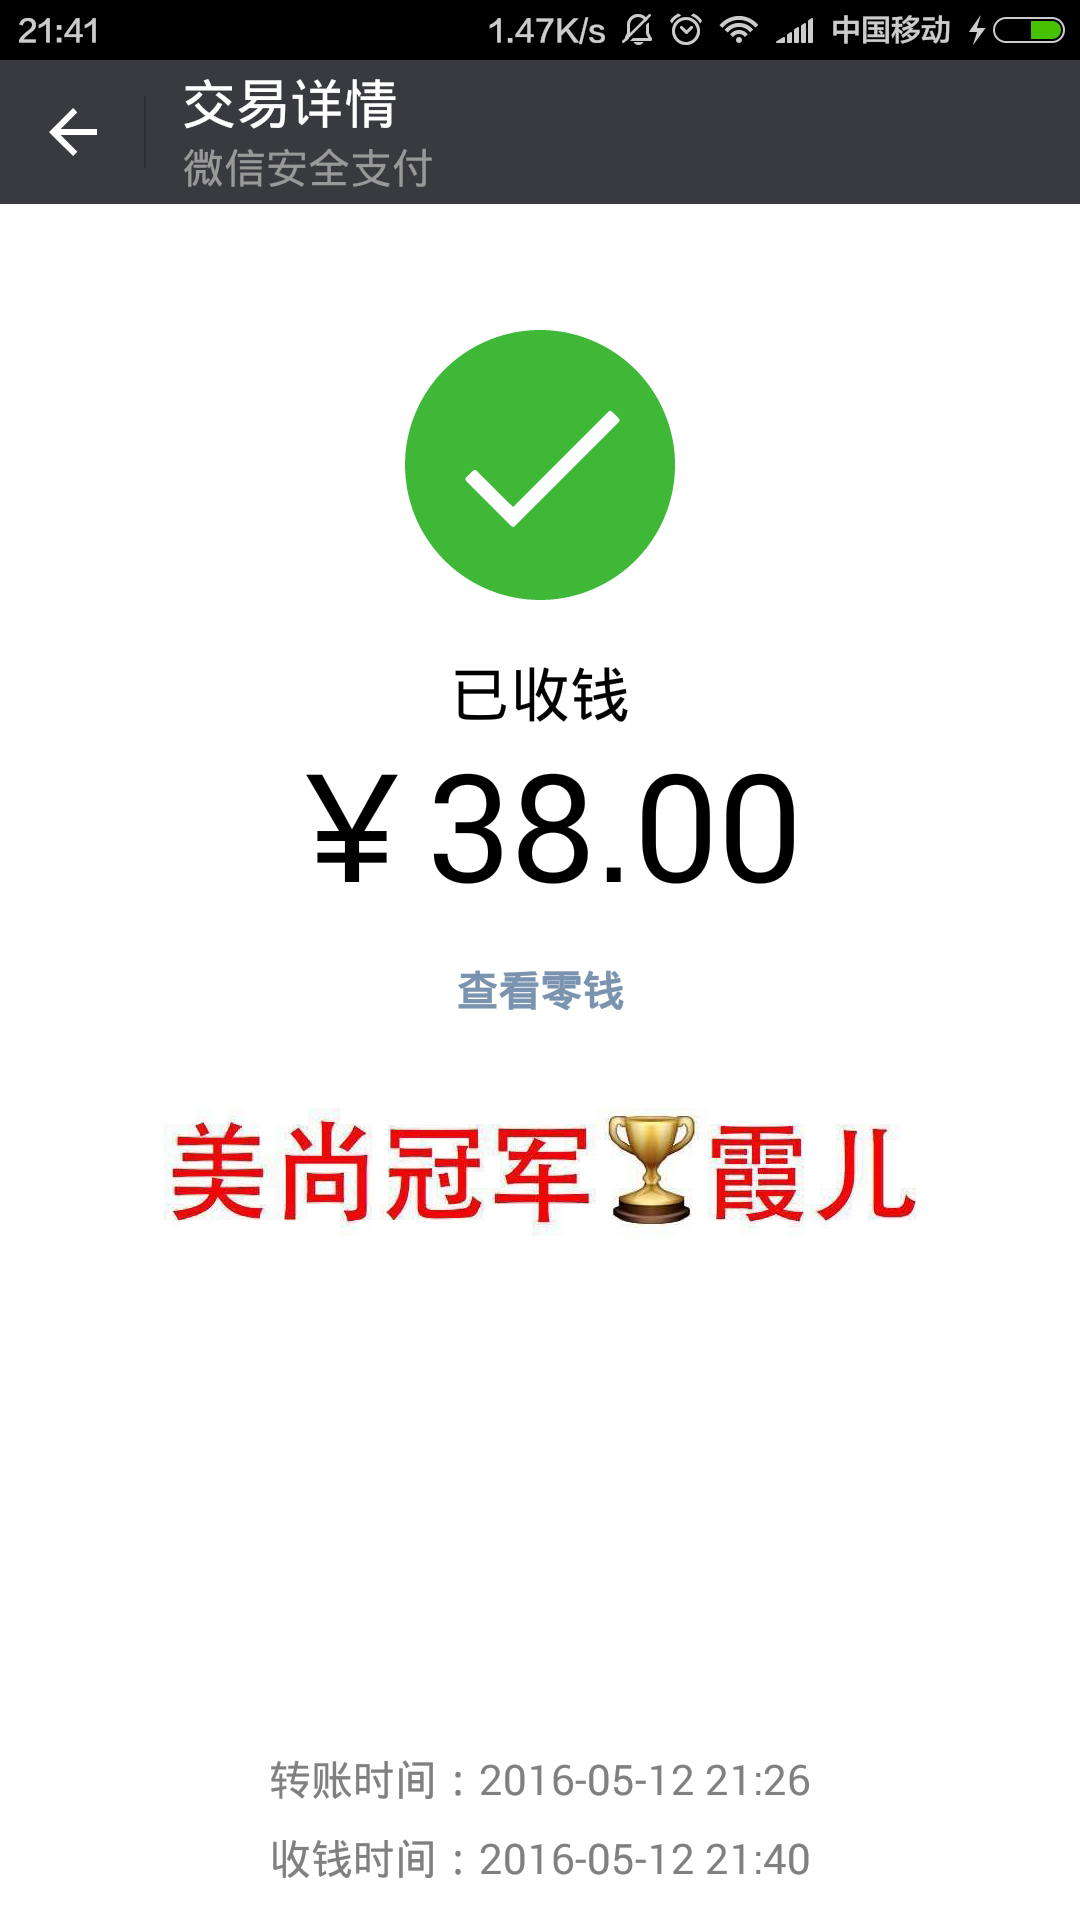 21:41 1.47K/s 中国移动
交易详情
微信安全支付
已收钱
¥38.00
查看零钱
美尚冠军🏆霞儿
转账时间：2016-05-12 21:26
收钱时间：2016-05-12 21:40